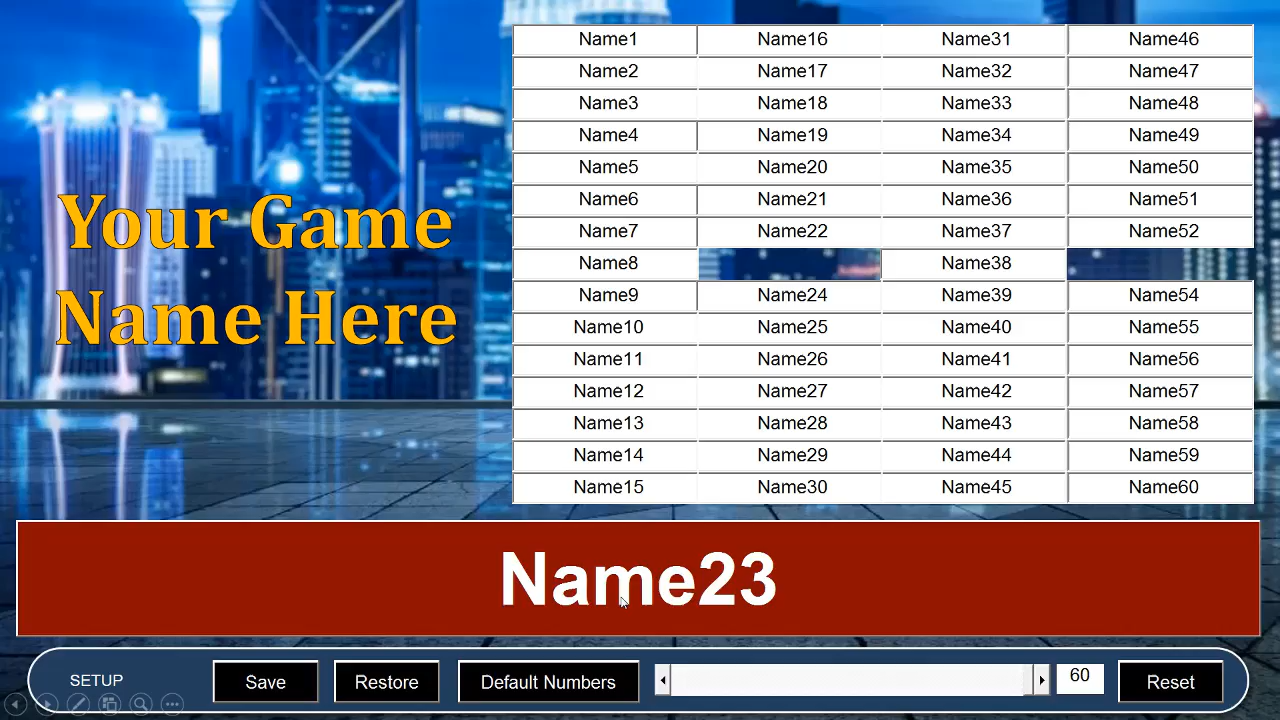 Your Game
Name Here
Name1 Name16 Name31 Name46
Name2 Name17 Name32 Name47
Name3 Name18 Name33 Name48
Name4 Name19 Name34 Name49
Name5 Name20 Name35 Name50
Name6 Name21 Name36 Name51
Name7 Name22 Name37 Name52
Name8 Name38
Name9 Name24 Name39 Name54
Name10 Name25 Name40 Name55
Name11 Name26 Name41 Name56
Name12 Name27 Name42 Name57
Name13 Name28 Name43 Name58
Name14 Name29 Name44 Name59
Name15 Name30 Name45 Name60
Name23
SETUP Save Restore Default Numbers 60 Reset